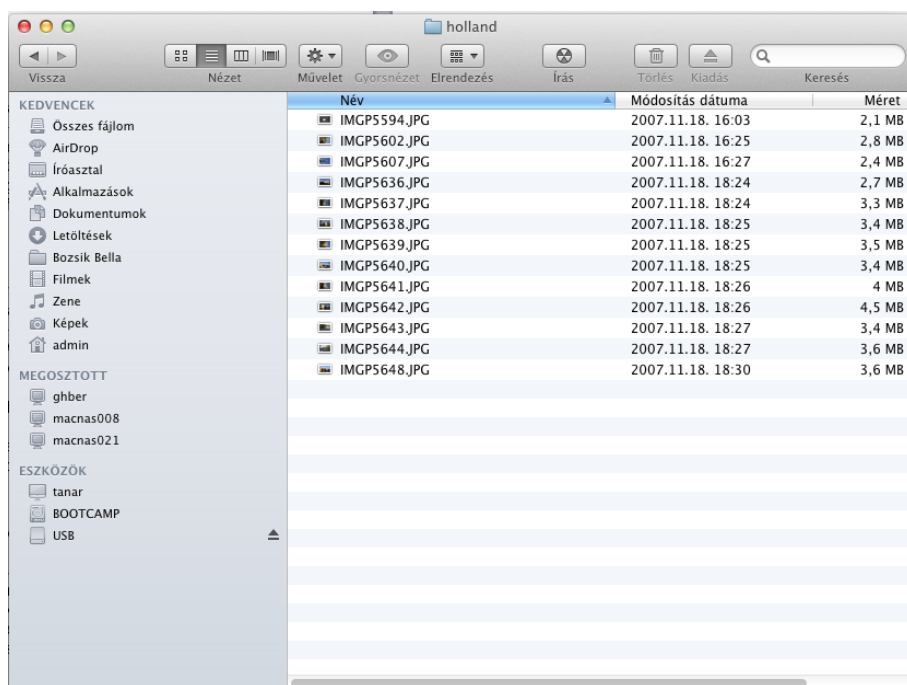 holland
Vissza Nézet Művelet Gyorsnézet Elrendezés Írás Törlés Kiadás Keresés
KEDVENCEK
Összes fájlom
AirDrop
Íróasztal
Alkalmazások
Dokumentumok
Letöltések
Bozsik Bella
Filmek
Zene
Képek
admin
MEGOSZTOTT
ghber
macnas008
macnas021
ESZKÖZÖK
tanar
BOOTCAMP
USB
Név Módosítás dátuma Méret
IMGP5594.JPG 2007.11.18. 16:03 2,1 MB
IMGP5602.JPG 2007.11.18. 16:25 2,8 MB
IMGP5607.JPG 2007.11.18. 16:27 2,4 MB
IMGP5636.JPG 2007.11.18. 18:24 2,7 MB
IMGP5637.JPG 2007.11.18. 18:24 3,3 MB
IMGP5638.JPG 2007.11.18. 18:25 3,4 MB
IMGP5639.JPG 2007.11.18. 18:25 3,5 MB
IMGP5640.JPG 2007.11.18. 18:25 3,4 MB
IMGP5641.JPG 2007.11.18. 18:26 4 MB
IMGP5642.JPG 2007.11.18. 18:26 4,5 MB
IMGP5643.JPG 2007.11.18. 18:27 3,4 MB
IMGP5644.JPG 2007.11.18. 18:27 3,6 MB
IMGP5648.JPG 2007.11.18. 18:30 3,6 MB